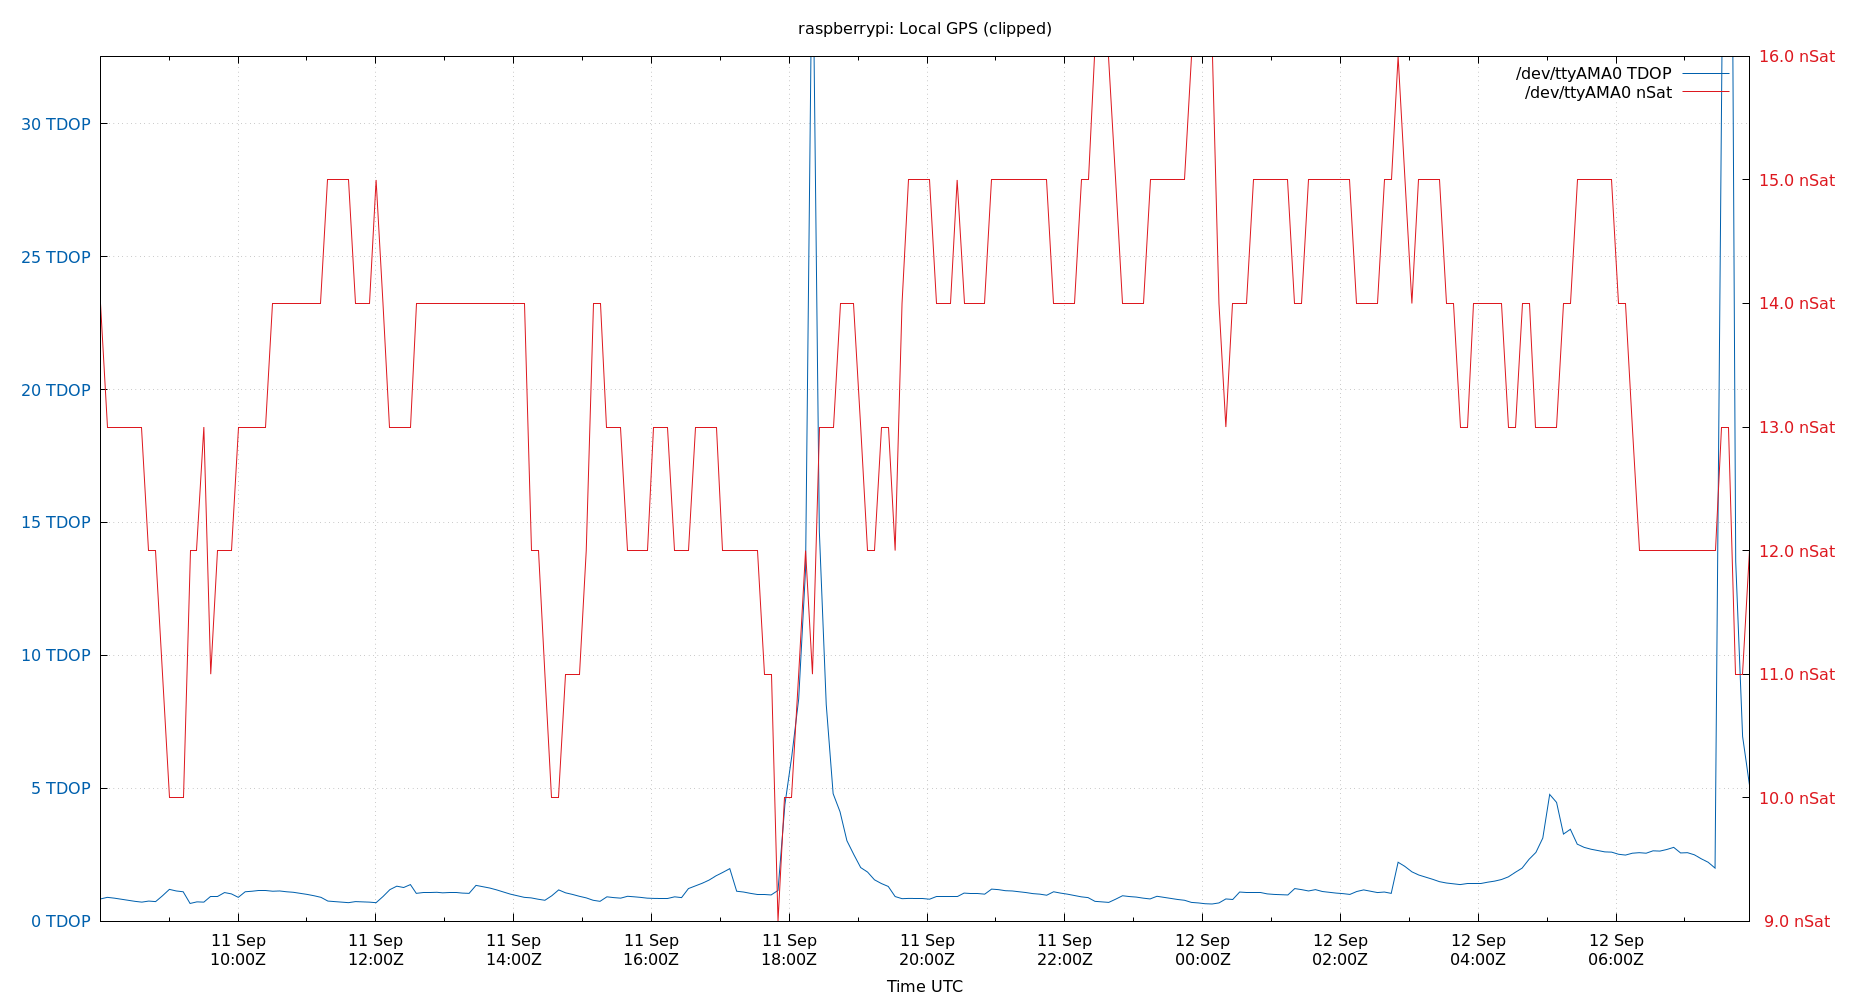 raspberrypi: Local GPS (clipped)
/dev/ttyAMA0 TDOP
/dev/ttyAMA0 nSat
30 TDOP
25 TDOP
20 TDOP
15 TDOP
10 TDOP
5 TDOP
0 TDOP
16.0 nSat
15.0 nSat
14.0 nSat
13.0 nSat
12.0 nSat
11.0 nSat
10.0 nSat
9.0 nSat
11 Sep
10:00Z
11 Sep
12:00Z
11 Sep
14:00Z
11 Sep
16:00Z
11 Sep
18:00Z
11 Sep
20:00Z
11 Sep
22:00Z
12 Sep
00:00Z
12 Sep
02:00Z
12 Sep
04:00Z
12 Sep
06:00Z
Time UTC